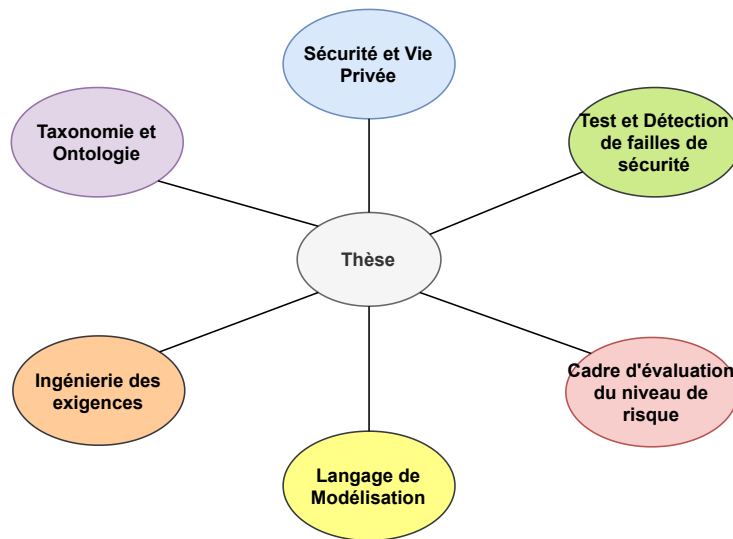 Sécurité et Vie
Privée
Taxonomie et
Ontologie
Test et Détection
de failles de
sécurité
Thèse
Ingénierie des
exigences
Cadre d'évaluation
du niveau de
risque
Langage de
Modélisation